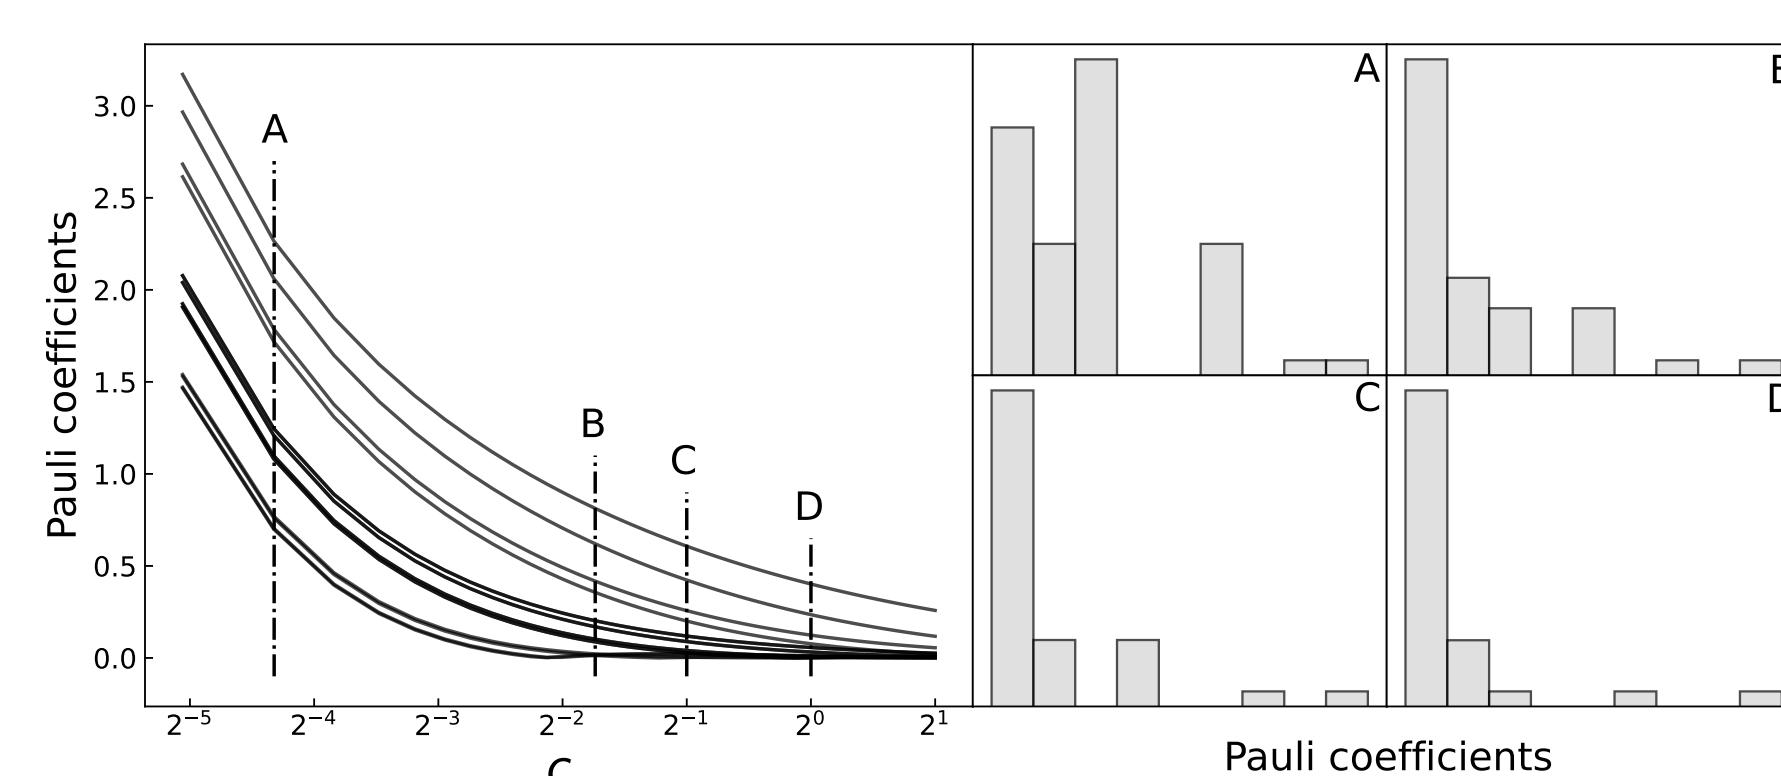 3.0
2.5
2.0
1.5
1.0
0.5
0.0
Pauli coefficients
A
B
C
D
2⁻⁵ 2⁻⁴ 2⁻³ 2⁻² 2⁻¹ 2⁰ 2¹
A
C
Pauli coefficients